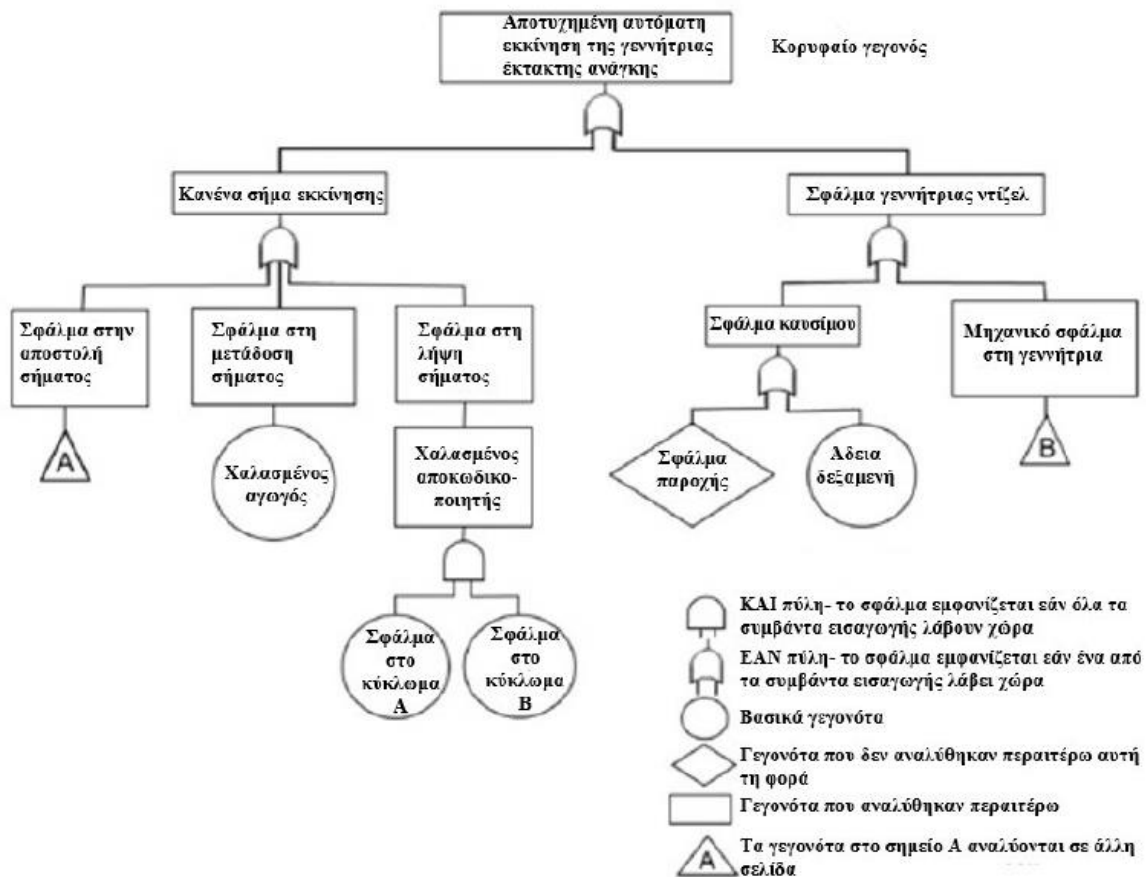 Αποτυχημένη αυτόματη
εκκίνηση της γεννήτριας
έκτακτης ανάγκης
Κορυφαίο γεγονός
Κανένα σήμα εκκίνησης
Σφάλμα γεννήτριας ντίζελ
Σφάλμα στην
αποστολή
σήματος
Σφάλμα στη
μετάδοση
σήματος
Σφάλμα στη
λήψη
σήματος
Σφάλμα καυσίμου
Μηχανικό σφάλμα
στη γεννήτρια
A
Χαλασμένος
αγωγός
Χαλασμένος
αποκωδικο-
ποιητής
Σφάλμα
παροχής
Άδεια
δεξαμενή
B
Σφάλμα
στο
κύκλωμα
A
Σφάλμα
στο
κύκλωμα
B
ΚΑΙ πύλη- το σφάλμα εμφανίζεται εάν όλα τα
συμβάντα εισαγωγής λάβουν χώρα
ΕΑΝ πύλη- το σφάλμα εμφανίζεται εάν ένα από
τα συμβάντα εισαγωγής λάβει χώρα
Βασικά γεγονότα
Γεγονότα που δεν αναλύθηκαν περαιτέρω αυτή
τη φορά
Γεγονότα που αναλύθηκαν περαιτέρω
A
Τα γεγονότα στο σημείο Α αναλύονται σε άλλη
σελίδα